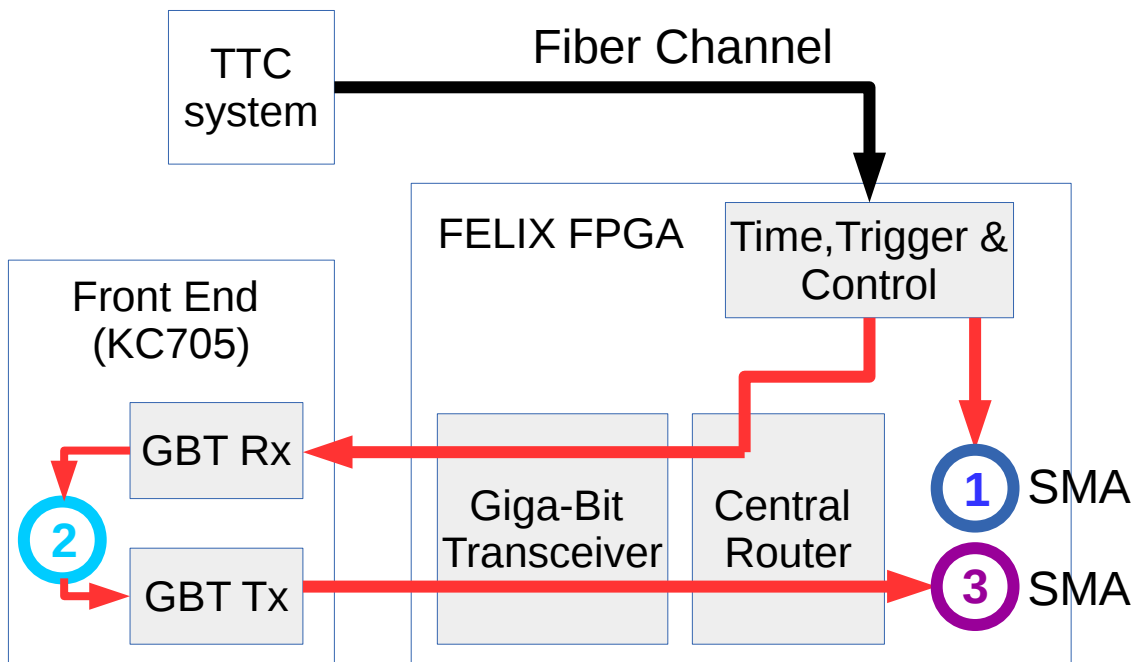 TTC
system
Fiber Channel
FELIX FPGA
Time,Trigger &
Control
Front End
(KC705)
GBT Rx
Giga-Bit
Transceiver
Central
Router
1
SMA
2
GBT Tx
3
SMA